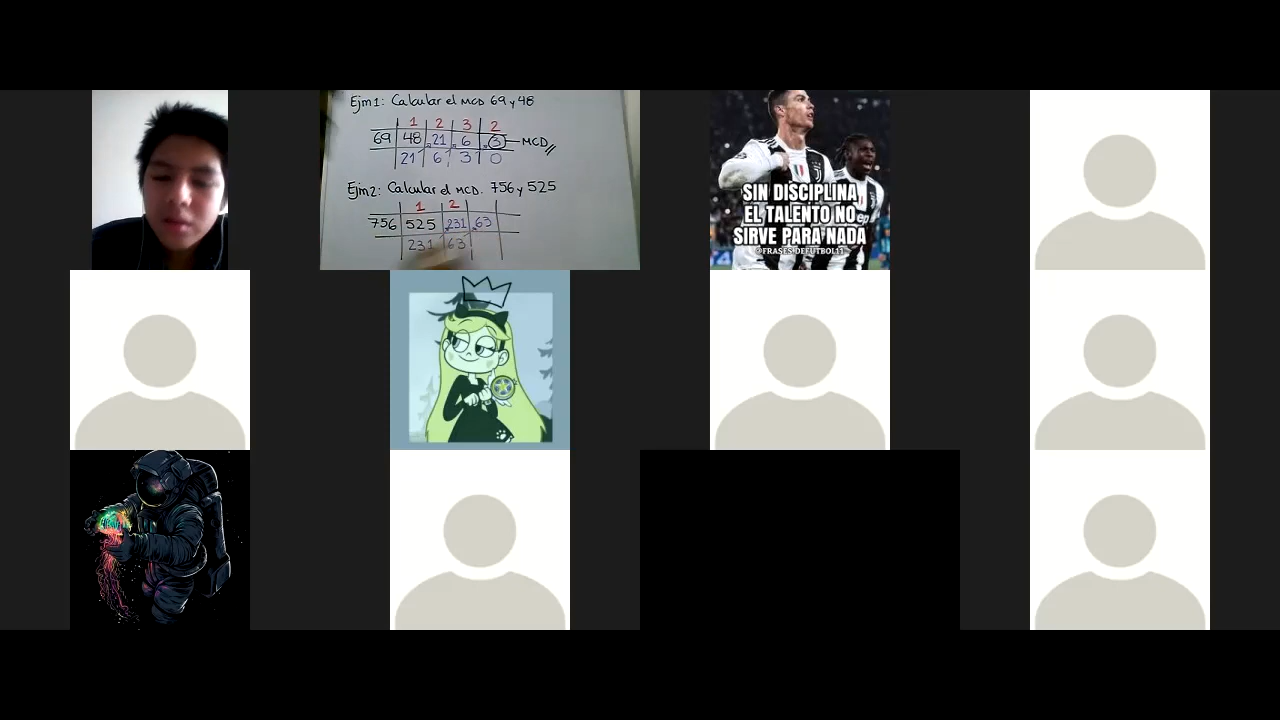 Ejm1: Calcular el MCD 69 y 48
1 2 3 2
69 48 21 6 3 MCD
21 6 3 0
Ejm2: Calcular el MCD. 756 y 525
1 2
756 525 231 63
231 63
SIN DISCIPLINA
EL TALENTO NO
SIRVE PARA NADA
@FRASES.DEFUTBOL11